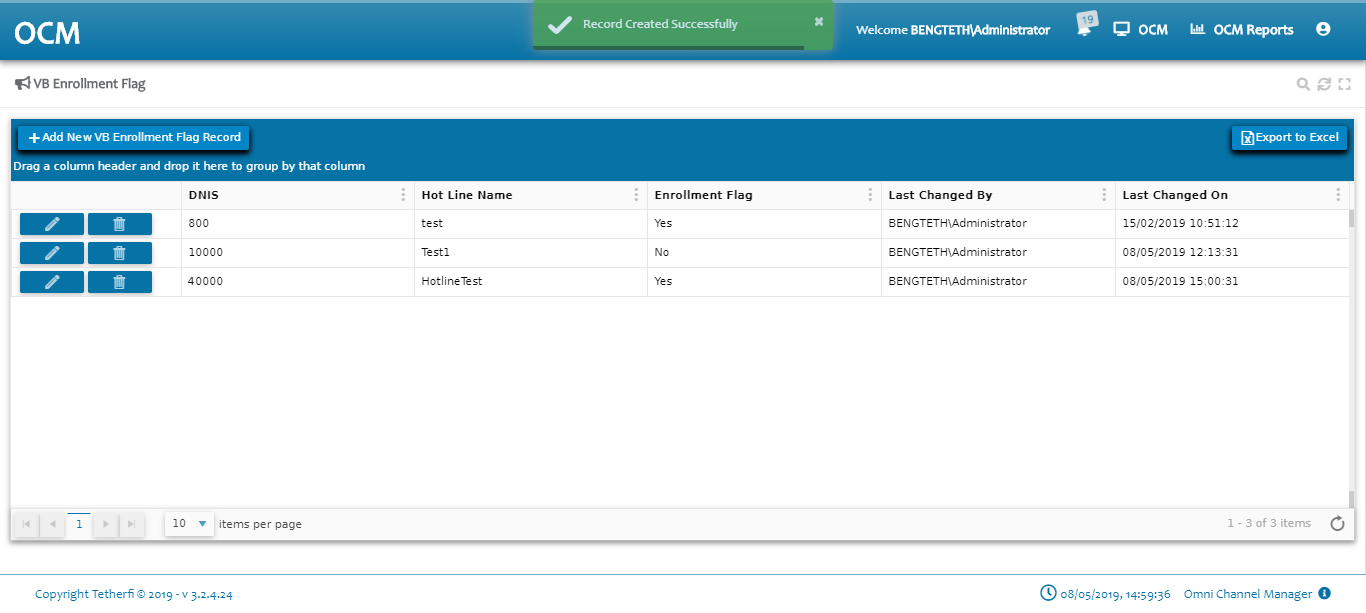 OCM
Record Created Successfully
Welcome BENGTETH\Administrator
19
OCM
OCM Reports
VB Enrollment Flag
Add New VB Enrollment Flag Record
Export to Excel
Drag a column header and drop it here to group by that column
DNIS Hot Line Name Enrollment Flag Last Changed By Last Changed On
800 test Yes BENGTETH\Administrator 15/02/2019 10:51:12
10000 Test1 No BENGTETH\Administrator 08/05/2019 12:13:31
40000 HotlineTest Yes BENGTETH\Administrator 08/05/2019 15:00:31
1 10 items per page 1 - 3 of 3 items
Copyright Tetherfi © 2019 - v 3.2.4.24 08/05/2019, 14:59:36 Omni Channel Manager